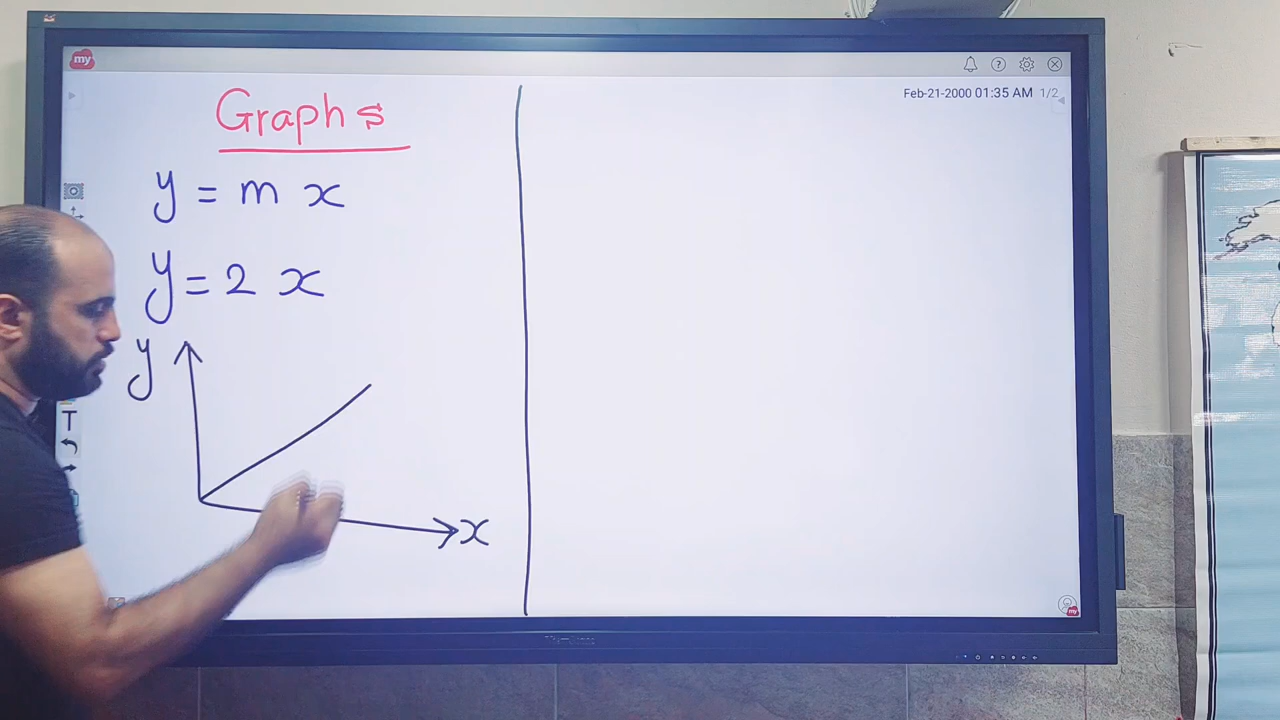 my
Feb-21-2000 01:35 AM 1/2
Graphs
y = m x
y = 2 x
y
T
x